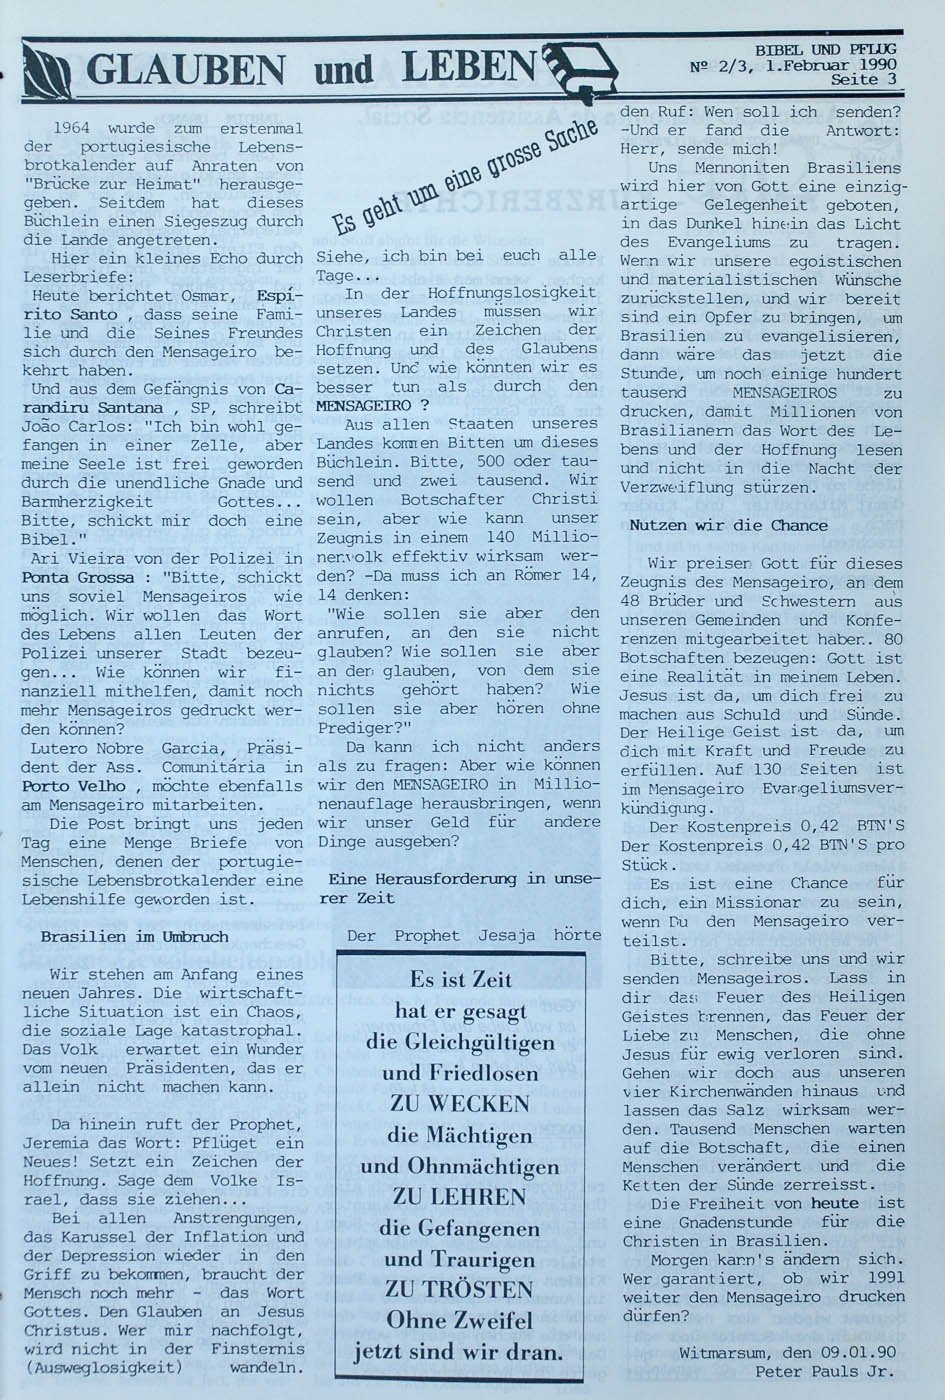 GLAUBEN und LEBEN
BIBEL UND PFLUG
Nº 2/3, 1.Februar 1990
Seite 3
1964 wurde zum erstenmal
der portugiesische Lebens-
brotkalender auf Anraten von
"Brücke zur Heimat" herausge-
geben. Seitdem hat dieses
Büchlein einen Siegeszug durch
die Lande angetreten.
Hier ein kleines Echo durch
Leserbriefe:
Heute berichtet Osmar, Espí-
rito Santo , dass seine Fami-
lie und die Seines Freundes
sich durch den Mensageiro be-
kehrt haben.
Und aus dem Gefängnis von Ca-
randiru Santana , SP, schreibt
João Carlos: "Ich bin wohl ge-
fangen in einer Zelle, aber
meine Seele ist frei geworden
durch die unendliche Gnade und
Barmherzigkeit Gottes...
Bitte, schickt mir doch eine
Bibel."
Ari Vieira von der Polizei in
Ponta Grossa : "Bitte, schickt
uns soviel Mensageiros wie
möglich. Wir wollen das Wort
des Lebens allen Leuten der
Polizei unserer Stadt bezeu-
gen... Wie können wir fi-
nanziell mithelfen, damit noch
mehr Mensageiros gedruckt wer-
den können?
Lutero Nobre Garcia, Präsi-
dent der Ass. Comunitária in
Porto Velho , möchte ebenfalls
am Mensageiro mitarbeiten.
Die Post bringt uns jeden
Tag eine Menge Briefe von
Menschen, denen der portugie-
sische Lebensbrotkalender eine
Lebenshilfe geworden ist.
Brasilien im Umbruch
Wir stehen am Anfang eines
neuen Jahres. Die wirtschaft-
liche Situation ist ein Chaos,
die soziale Lage katastrophal.
Das Volk erwartet ein Wunder
vom neuen Präsidenten, das er
allein nicht machen kann.
Da hinein ruft der Prophet,
Jeremia das Wort: Pflüget ein
Neues! Setzt ein Zeichen der
Hoffnung. Sage dem Volke Is-
rael, dass sie ziehen...
Bei allen Anstrengungen,
das Karussel der Inflation und
der Depression wieder in den
Griff zu bekommen, braucht der
Mensch noch mehr - das Wort
Gottes. Den Glauben an Jesus
Christus. Wer mir nachfolgt,
wird nicht in der Finsternis
(Ausweglosigkeit) wandeln.
Es geht um eine grosse Sache
Siehe, ich bin bei euch alle
Tage...
In der Hoffnungslosigkeit
unseres Landes müssen wir
Christen ein Zeichen der
Hoffnung und des Glaubens
setzen. Und wie könnten wir es
besser tun als durch den
MENSAGEIRO ?
Aus allen Staaten unseres
Landes kommen Bitten um dieses
Büchlein. Bitte, 500 oder tau-
send und zwei tausend. Wir
wollen Botschafter Christi
sein, aber wie kann unser
Zeugnis in einem 140 Millio-
nenvolk effektiv wirksam wer-
den? -Da muss ich an Römer 14,
14 denken:
"Wie sollen sie aber den
anrufen, an den sie nicht
glauben? Wie sollen sie aber
an den glauben, von dem sie
nichts gehört haben? Wie
sollen sie aber hören ohne
Prediger?"
Da kann ich nicht anders
als zu fragen: Aber wie können
wir den MENSAGEIRO in Millio-
nenauflage herausbringen, wenn
wir unser Geld für andere
Dinge ausgeben?
Eine Herausforderung in unse-
rer Zeit
Der Prophet Jesaja hörte
Es ist Zeit
hat er gesagt
die Gleichgültigen
und Friedlosen
ZU WECKEN
die Mächtigen
und Ohnmächtigen
ZU LEHREN
die Gefangenen
und Traurigen
ZU TRÖSTEN
Ohne Zweifel
jetzt sind wir dran.
den Ruf: Wen soll ich senden?
-Und er fand die Antwort:
Herr, sende mich!
Uns Mennoniten Brasiliens
wird hier von Gott eine einzig-
artige Gelegenheit geboten,
in das Dunkel hinein das Licht
des Evangeliums zu tragen.
Wenn wir unsere egoistischen
und materialistischen Wünsche
zurückstellen, und wir bereit
sind ein Opfer zu bringen, um
Brasilien zu evangelisieren,
dann wäre das jetzt die
Stunde, um noch einige hundert
tausend MENSAGEIROS zu
drucken, damit Millionen von
Brasilianern das Wort des Le-
bens und der Hoffnung lesen
und nicht in die Nacht der
Verzweiflung stürzen.
Nutzen wir die Chance
Wir preisen Gott für dieses
Zeugnis des Mensageiro, an dem
48 Brüder und Schwestern aus
unseren Gemeinden und Konfe-
renzen mitgearbeitet haben. 80
Botschaften bezeugen: Gott ist
eine Realität in meinem Leben.
Jesus ist da, um dich frei zu
machen aus Schuld und Sünde.
Der Heilige Geist ist da, um
dich mit Kraft und Freude zu
erfüllen. Auf 130 Seiten ist
im Mensageiro Evangeliumsver-
kündigung.
Der Kostenpreis 0,42 BTN'S
Der Kostenpreis 0,42 BTN'S pro
Stück.
Es ist eine Chance für
dich, ein Missionar zu sein,
wenn Du den Mensageiro ver-
teilst.
Bitte, schreibe uns und wir
senden Mensageiros. Lass in
dir das Feuer des Heiligen
Geistes brennen, das Feuer der
Liebe zu Menschen, die ohne
Jesus für ewig verloren sind.
Gehen wir doch aus unseren
vier Kirchenwänden hinaus und
lassen das Salz wirksam wer-
den. Tausend Menschen warten
auf die Botschaft, die einen
Menschen verändert und die
Ketten der Sünde zerreisst.
Die Freiheit von heute ist
eine Gnadenstunde für die
Christen in Brasilien.
Morgen kann's ändern sich.
Wer garantiert, ob wir 1991
weiter den Mensageiro drucken
dürfen?
Witmarsum, den 09.01.90
Peter Pauls Jr.